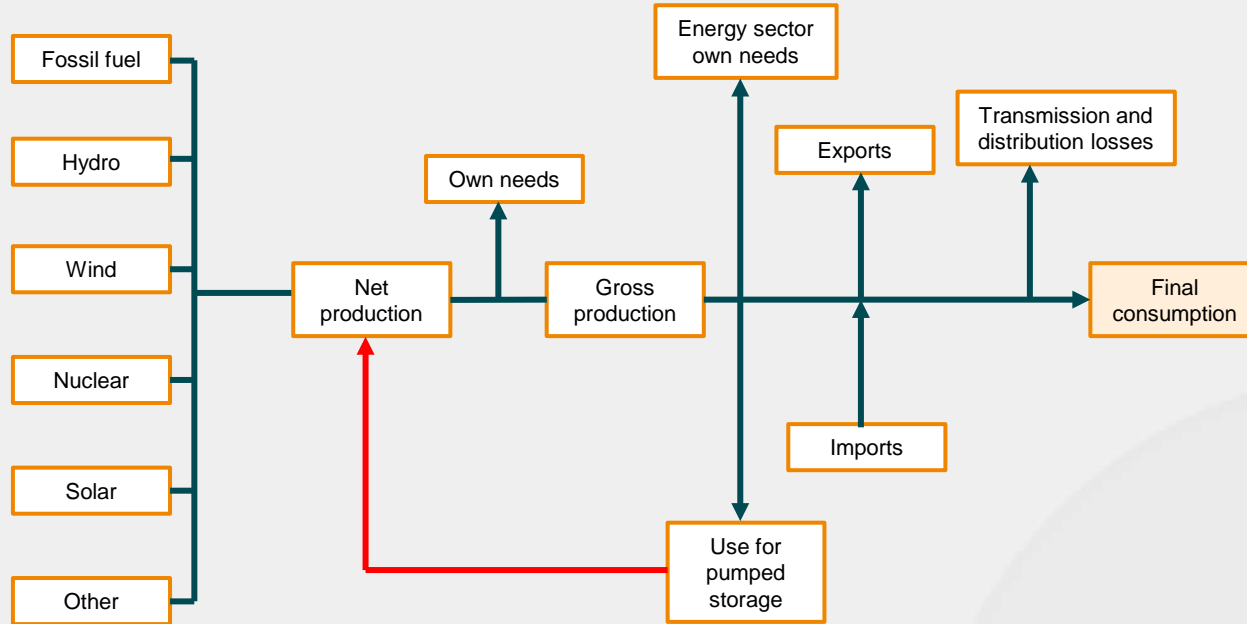 Fossil fuel
Hydro
Wind
Nuclear
Solar
Other
Net
production
Own needs
Gross
production
Energy sector
own needs
Use for
pumped
storage
Exports
Imports
Transmission and
distribution losses
Final
consumption